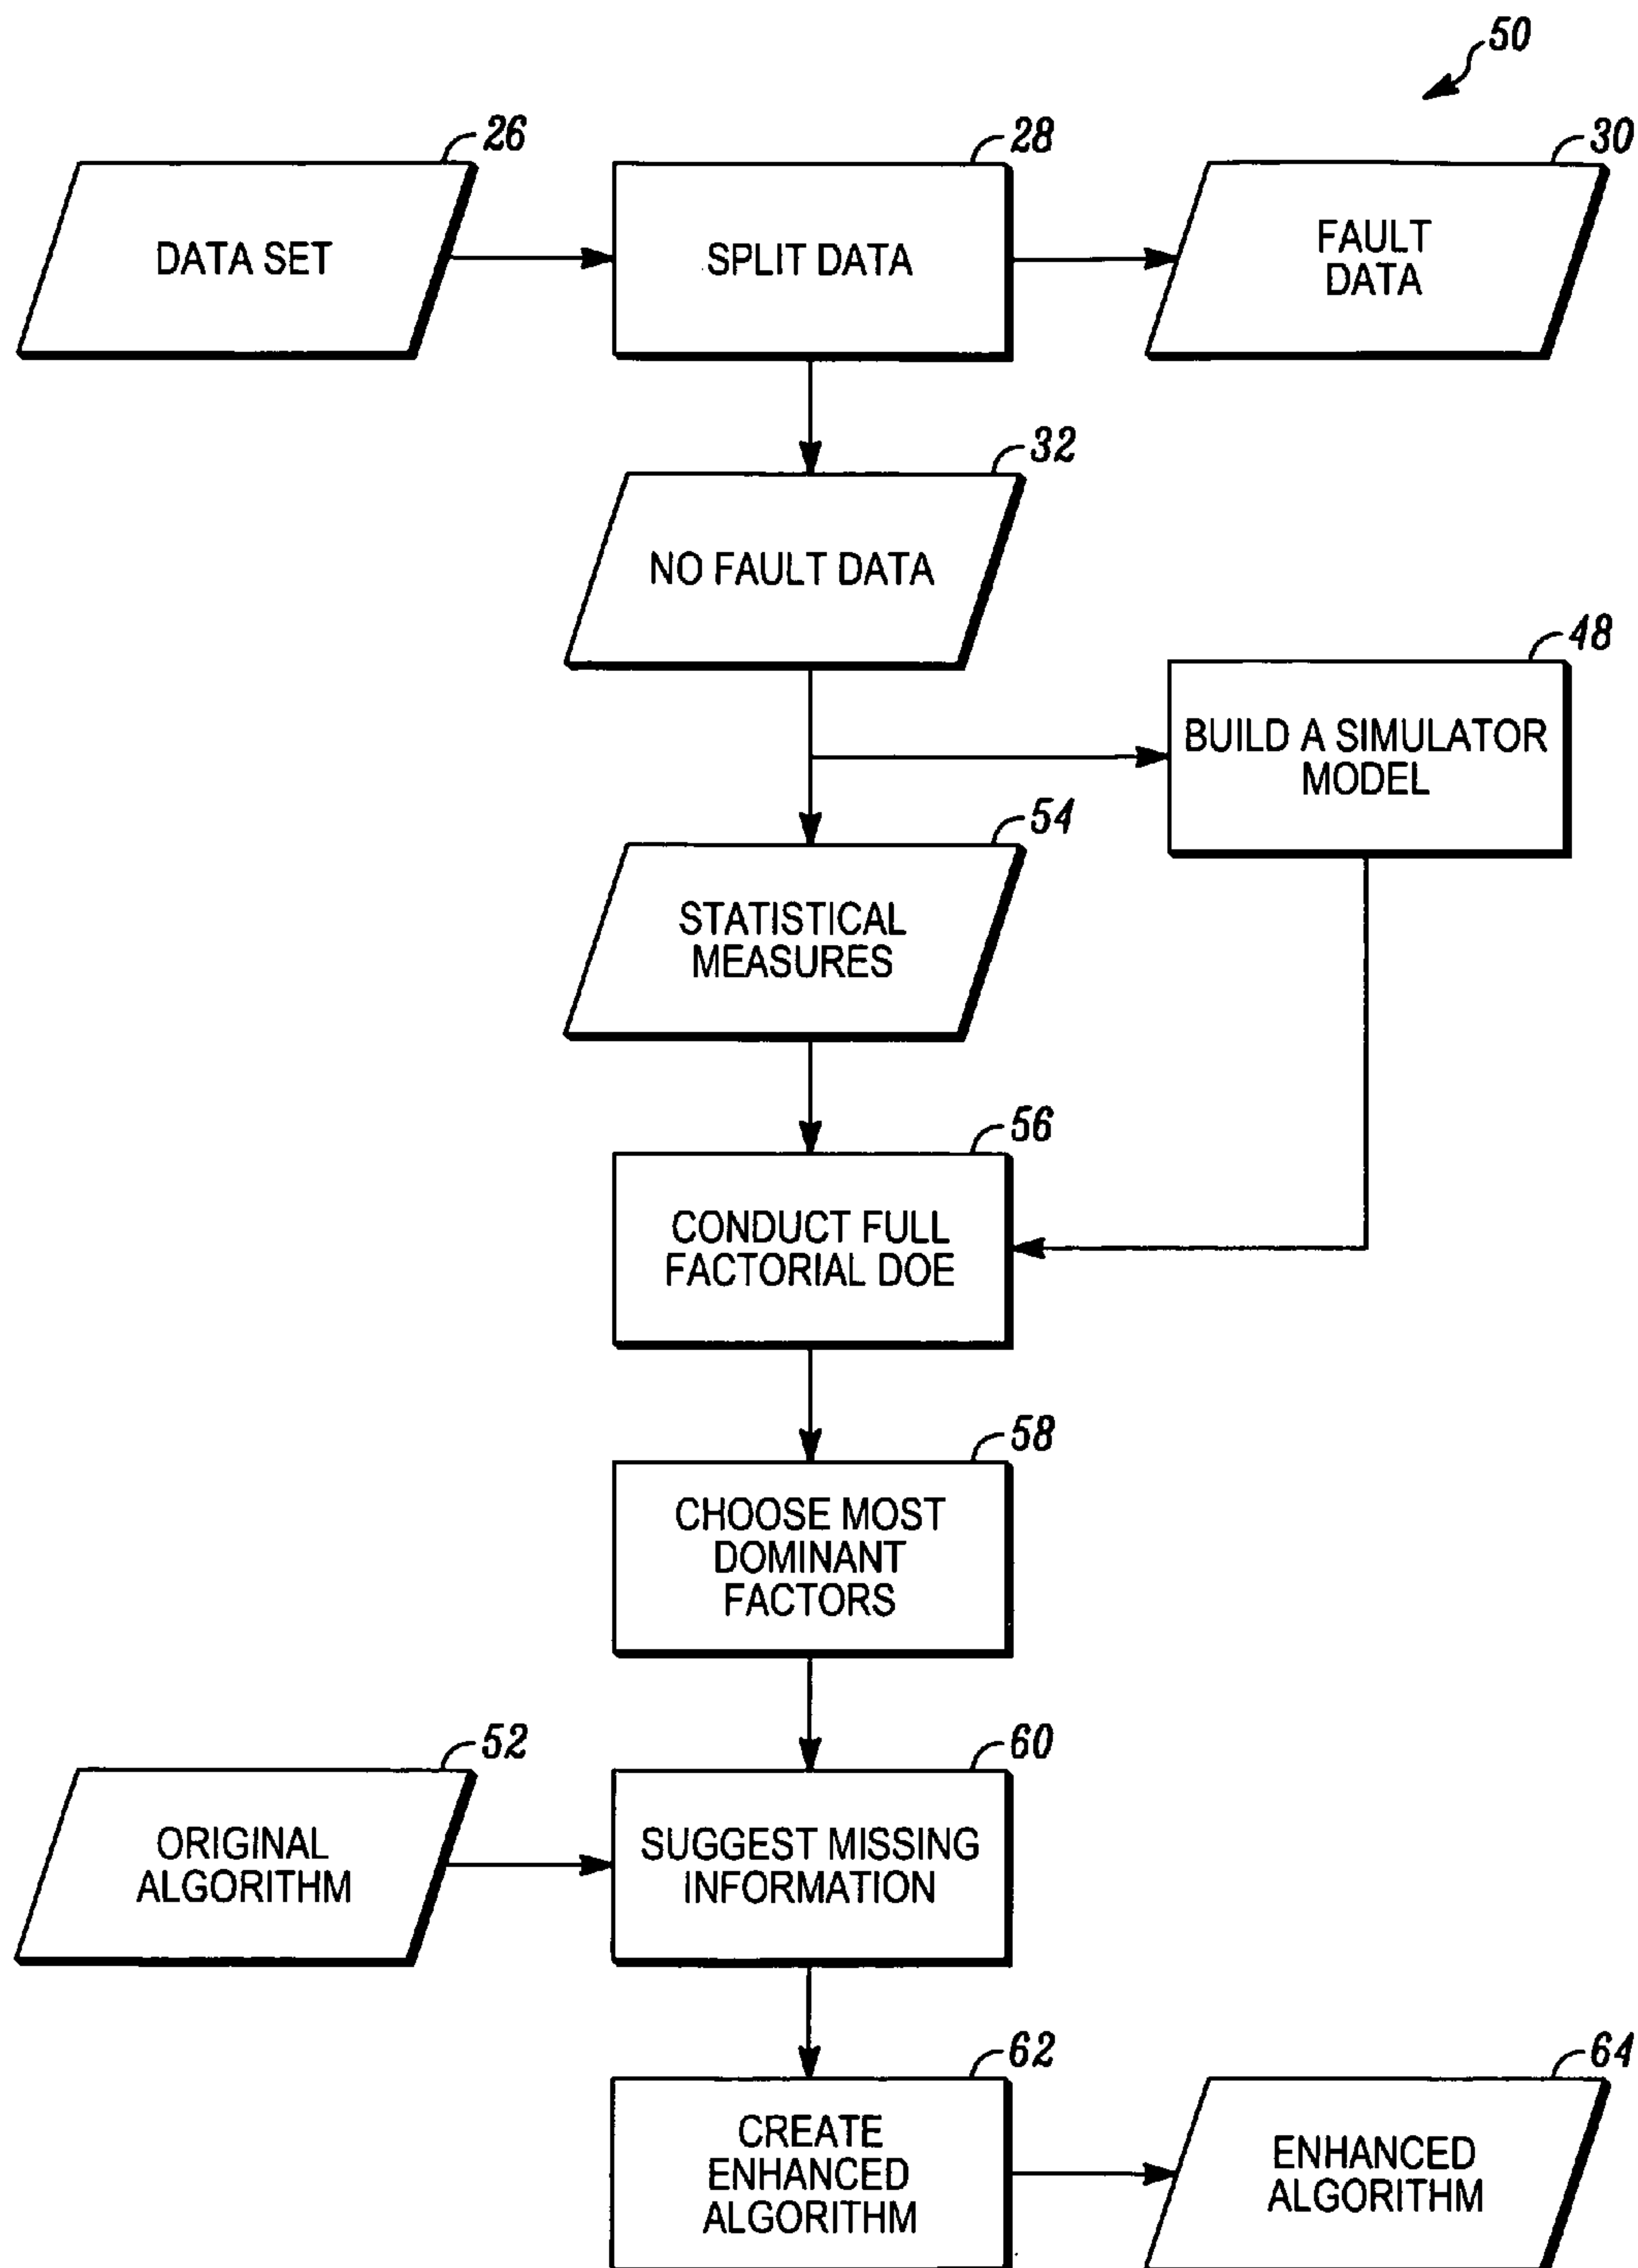 50
26
DATA SET
28
SPLIT DATA
30
FAULT
DATA
32
NO FAULT DATA
48
BUILD A SIMULATOR
MODEL
54
STATISTICAL
MEASURES
56
CONDUCT FULL
FACTORIAL DOE
58
CHOOSE MOST
DOMINANT
FACTORS
52
ORIGINAL
ALGORITHM
60
SUGGEST MISSING
INFORMATION
62
CREATE
ENHANCED
ALGORITHM
64
ENHANCED
ALGORITHM